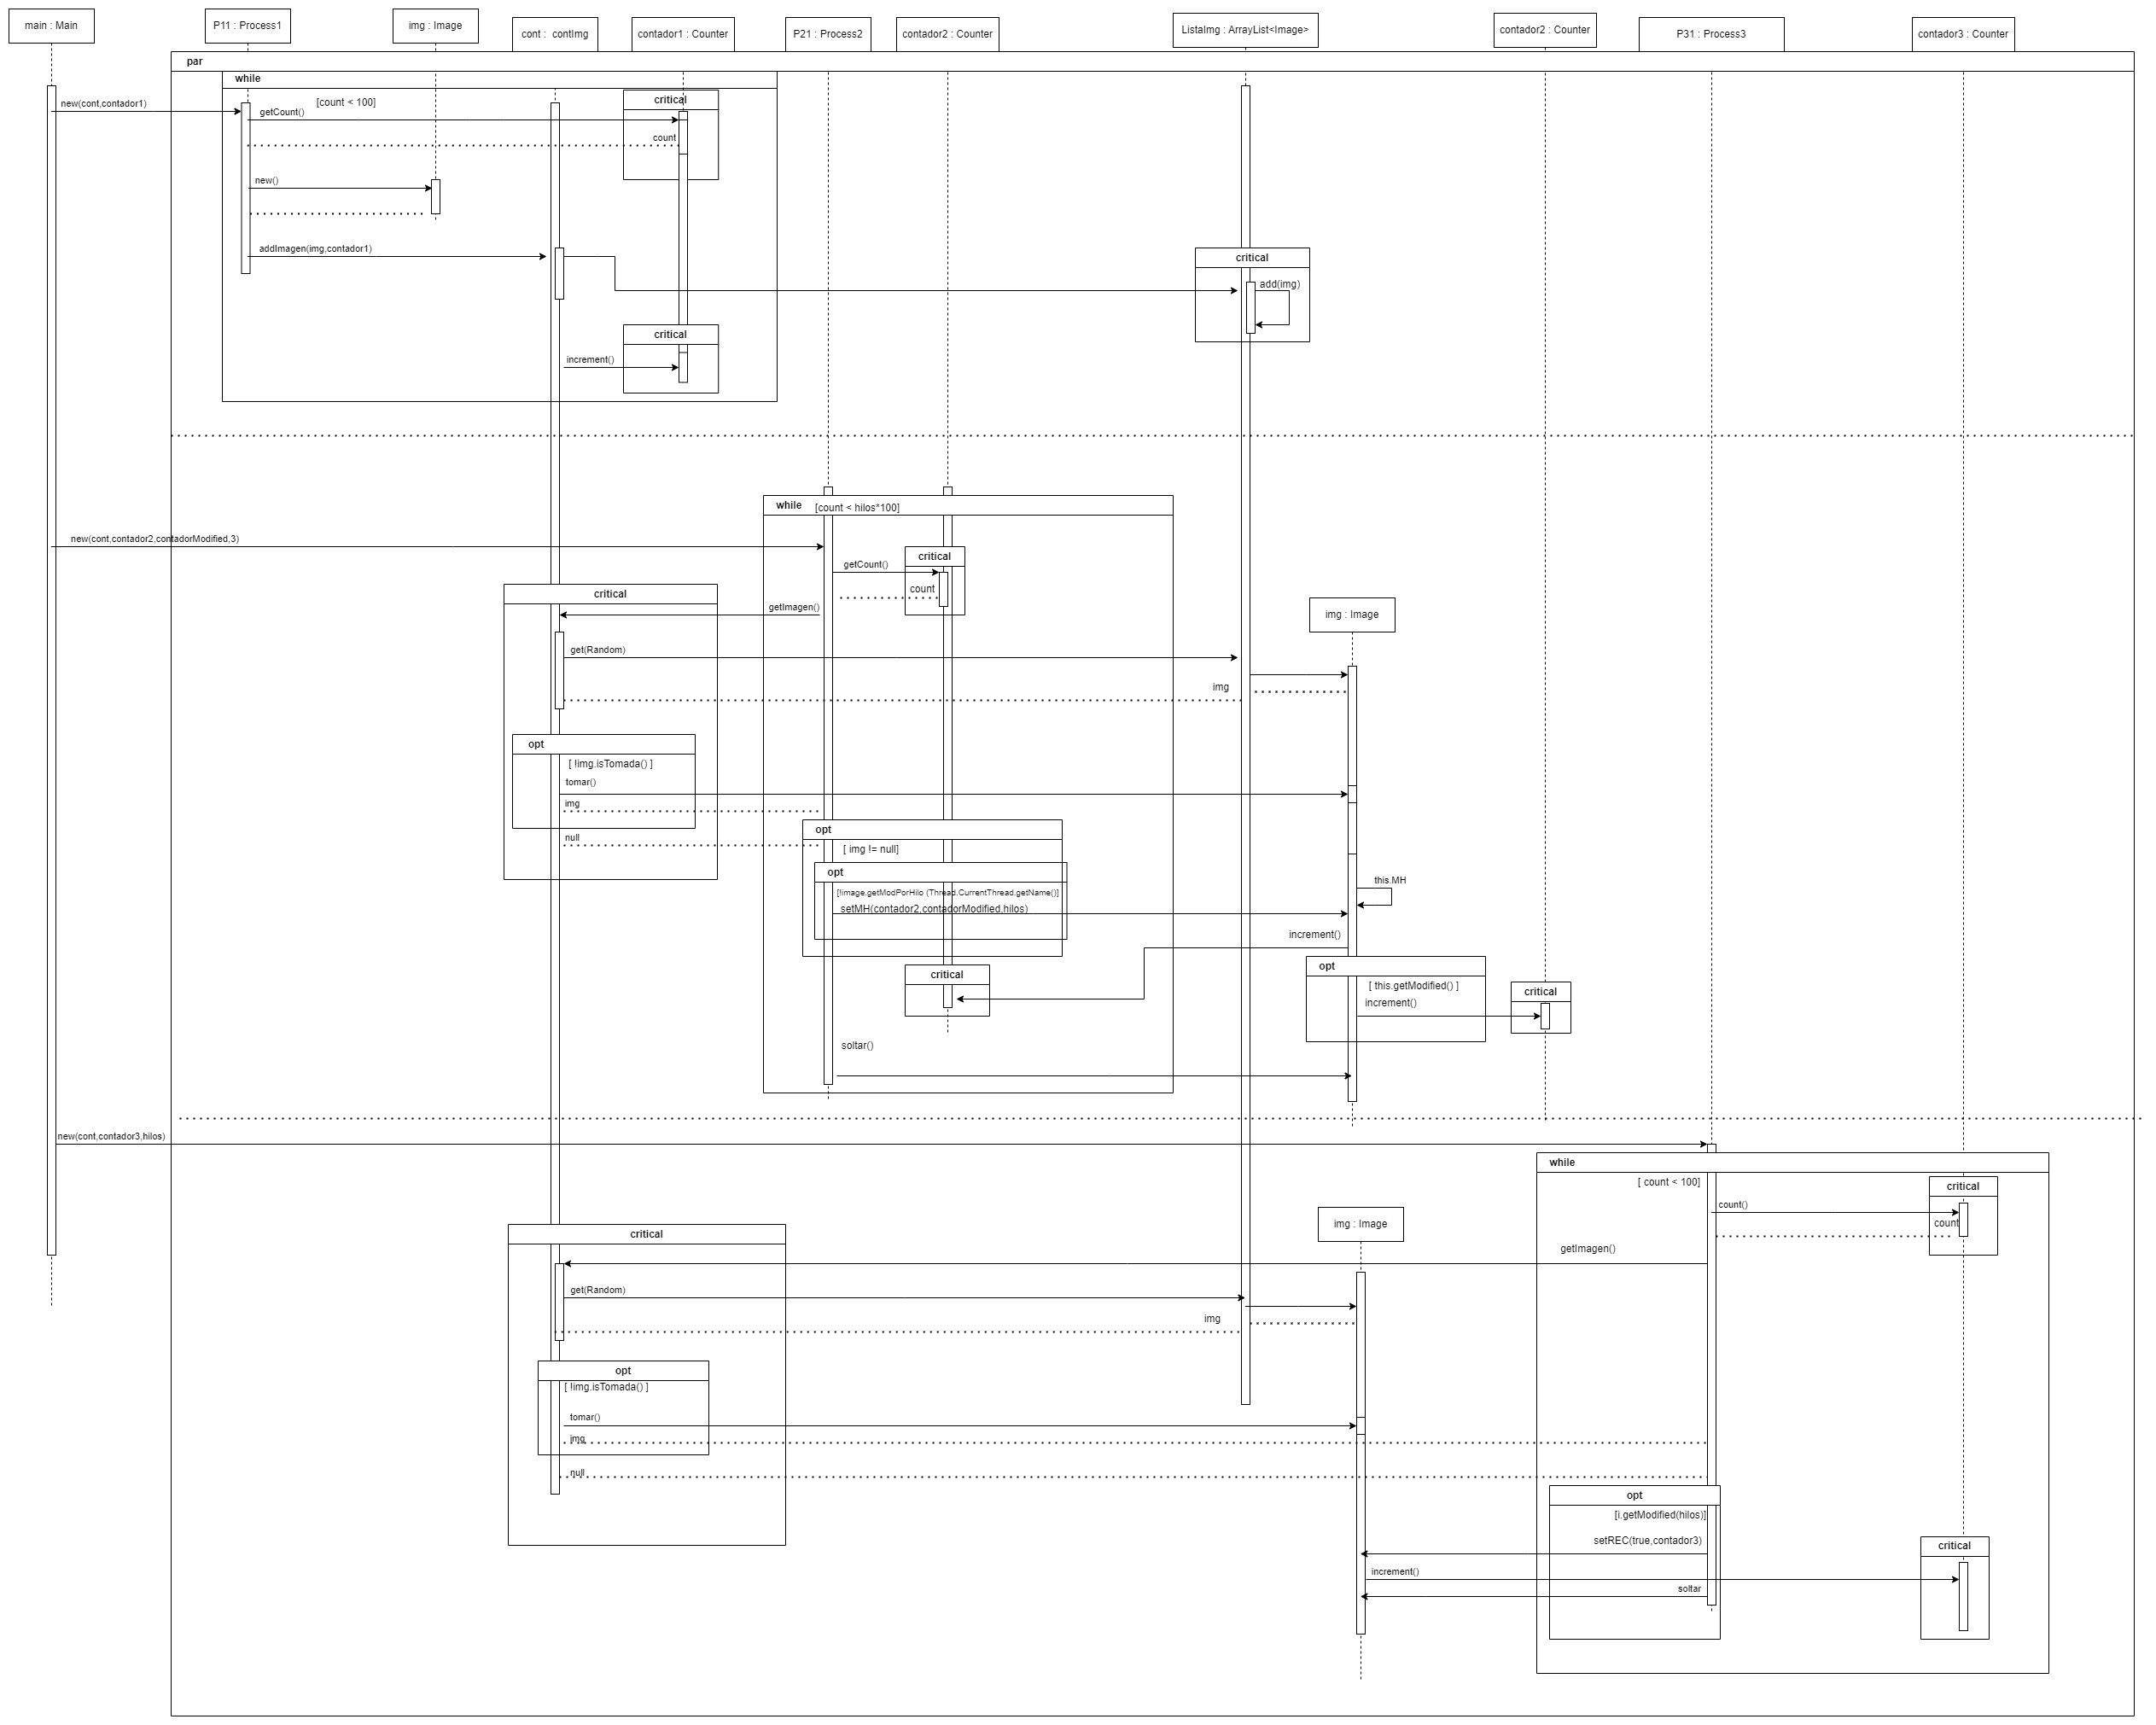 main : Main
P11 : Process1
img : Image
cont :  contImg
contador1 : Counter
P21 : Process2
contador2 : Counter
ListaImg : ArrayList<Image>
contador2 : Counter
P31 : Process3
contador3 : Counter
par
while
new(cont,contador1)
[count < 100]
critical
getCount()
count
new()
addImagen(img,contador1)
critical
add(img)
critical
increment()
while
[count < hilos*100]
new(cont,contador2,contadorModified,3)
critical
getCount()
count
critical
getImagen()
img : Image
get(Random)
img
opt
[ !img.isTomada() ]
tomar()
img
null
opt
[ img != null]
opt
[!image.getModPorHilo (Thread.CurrentThread.getName()]
setMH(contador2,contadorModified,hilos)
this.MH
increment()
critical
opt
[ this.getModified() ]
increment()
critical
soltar()
new(cont,contador3,hilos)
while
[ count < 100]
critical
count()
count
img : Image
critical
getImagen()
get(Random)
img
opt
[ !img.isTomada() ]
tomar()
img
null
opt
[i.getModified(hilos)]
setREC(true,contador3)
critical
increment()
soltar